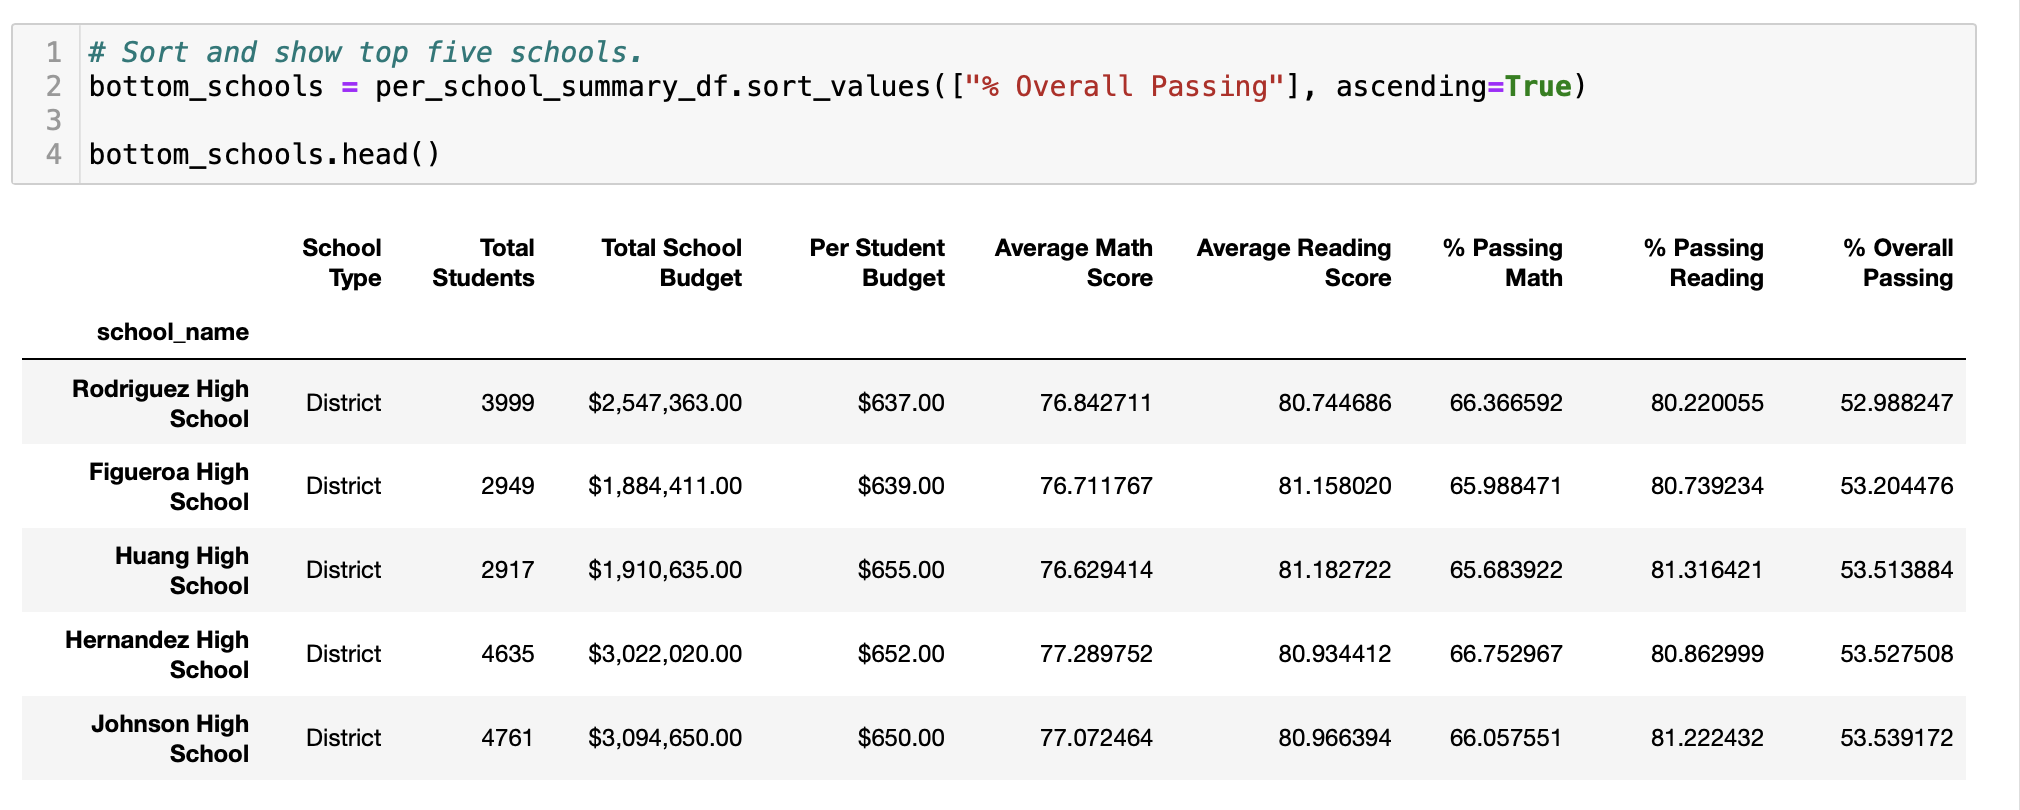 1 # Sort and show top five schools.
2 bottom_schools = per_school_summary_df.sort_values(["% Overall Passing"], ascending=True)
3
4 bottom_schools.head()
School Type Total Students Total School Budget Per Student Budget Average Math Score Average Reading Score % Passing Math % Passing Reading % Overall Passing
school_name
Rodriguez High School District 3999 $2,547,363.00 $637.00 76.842711 80.744686 66.366592 80.220055 52.988247
Figueroa High School District 2949 $1,884,411.00 $639.00 76.711767 81.158020 65.988471 80.739234 53.204476
Huang High School District 2917 $1,910,635.00 $655.00 76.629414 81.182722 65.683922 81.316421 53.513884
Hernandez High School District 4635 $3,022,020.00 $652.00 77.289752 80.934412 66.752967 80.862999 53.527508
Johnson High School District 4761 $3,094,650.00 $650.00 77.072464 80.966394 66.057551 81.222432 53.539172